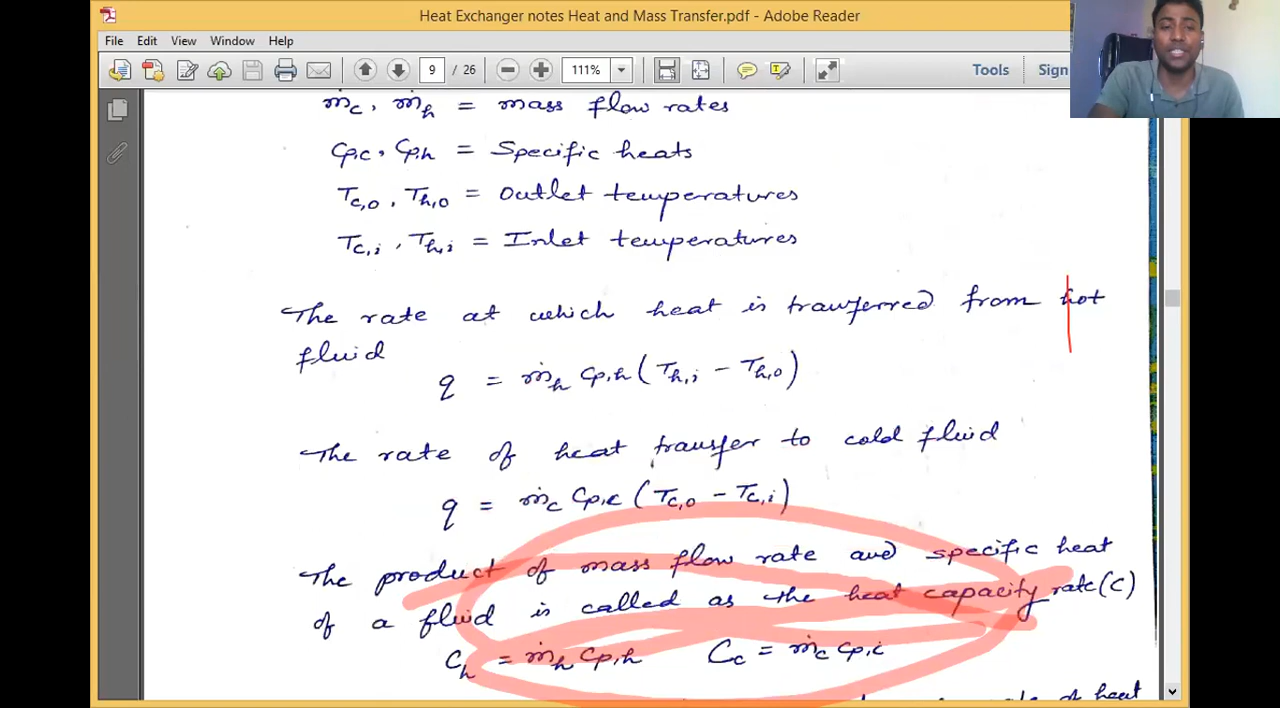 Heat Exchanger notes Heat and Mass Transfer.pdf - Adobe Reader
File Edit View Window Help
9 / 26 111% Tools Sign
ṁc, ṁh = mass flow rates
Cp,c, Cp,h = Specific heats
Tc,o, Th,o = Outlet temperatures
Tc,i, Th,i = Inlet temperatures
The rate at which heat is transferred from hot
fluid
q = ṁh Cp,h (Th,i - Th,o)
The rate of heat transfer to cold fluid
q = ṁc Cp,c (Tc,o - Tc,i)
The product of mass flow rate and specific heat
of a fluid is called as the heat capacity rate (C)
Ch = ṁh Cp,h Cc = ṁc Cp,c
of heat